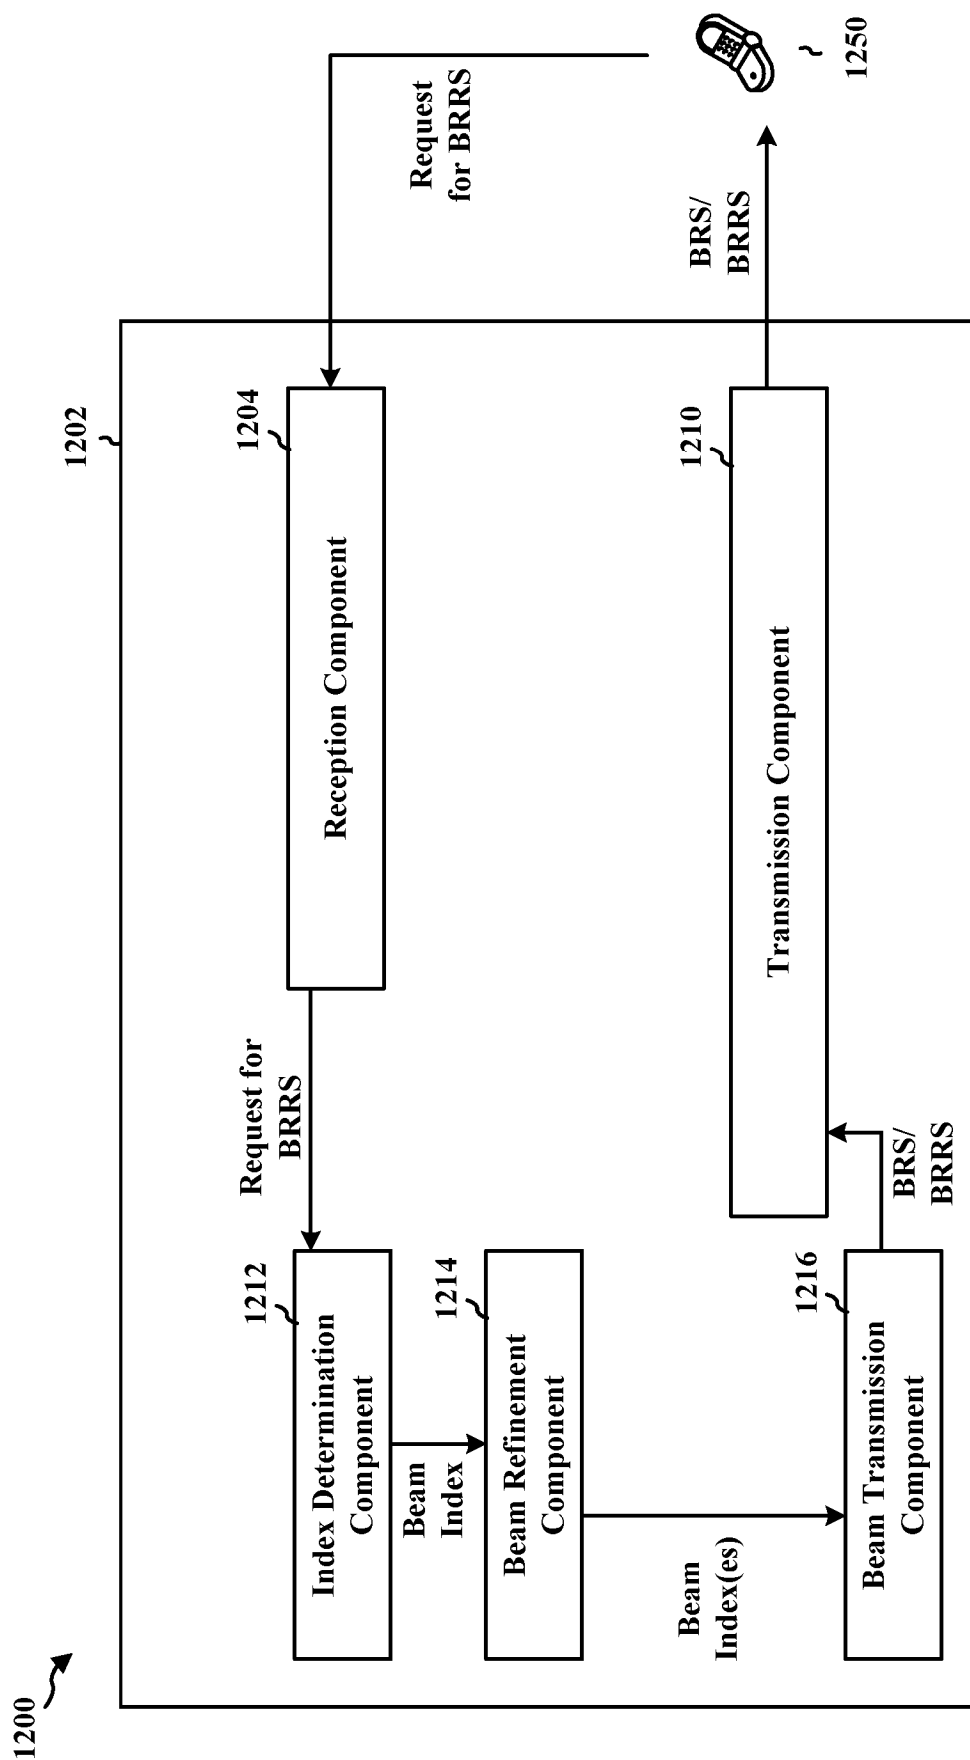 1200
1202
Index Determination
Component
1212
Request for
BRRS
Reception Component
1204
Request
for BRRS
Beam
Index
Beam Refinement
Component
1214
Beam
Index(es)
Beam Transmission
Component
1216
BRS/
BRRS
Transmission Component
1210
BRS/
BRRS
1250